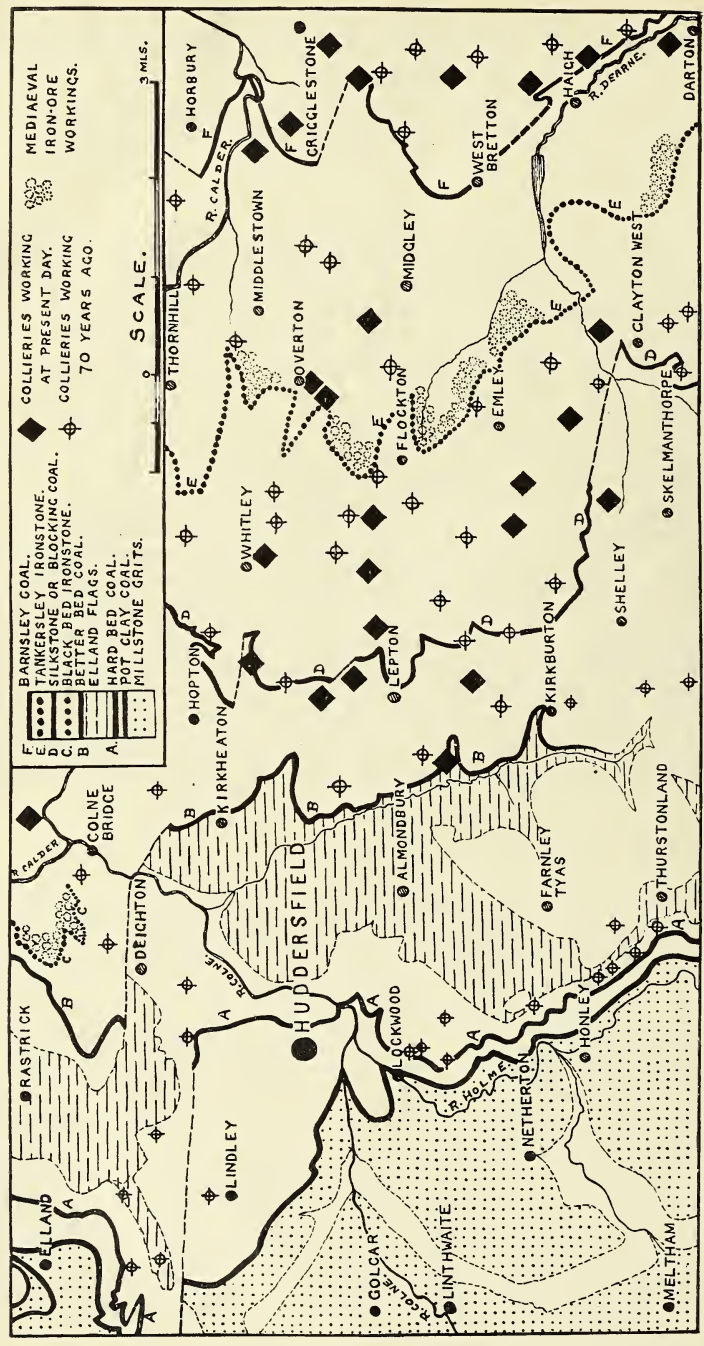 F. BARNSLEY COAL.
E. TANKERSLEY IRONSTONE.
D SILKSTONE OR BLOCKING COAL.
C. BLACK BED IRONSTONE.
B BETTER BED COAL.
ELLAND FLAGS.
A. HARD BED COAL.
POT CLAY COAL.
MILLSTONE GRITS.
COLLIERIES WORKING
AT PRESENT DAY.
COLLIERIES WORKING
70 YEARS AGO.
MEDIAEVAL
IRON-ORE
WORKINGS.
SCALE.
0
3 MLS.
ELLAND
A
A
RASTRICK
B
C
C
R CALDER
COLNE
BRIDGE
LINDLEY
DEIGHTON
A
R.COLNE.
HUDDERSFIELD
KIRKHEATON
B
B
HOPTON
D
D
WHITLEY
E
THORNHILL
OVERTON
MIDDLESTOWN
R. CALDER.
HORBURY
F
F
CRIGGLESTONE
GOLCAR
R.COLNE
LINTHWAITE
LOCKWOOD
A
A
ALMONDBURY
B
LEPTON
D
E
FLOCKTON
MIDGLEY
F
WEST
BRETTON
HAIGH
F
R. DEARNE.
DARTON
NETHERTON
R. HOLME
HONLEY
FARNLEY
TYAS
KIRKBURTON
D
EMLEY
E
E
MELTHAM
A
THURSTONLAND
SHELLEY
SKELMANTHORPE
D
CLAYTON WEST